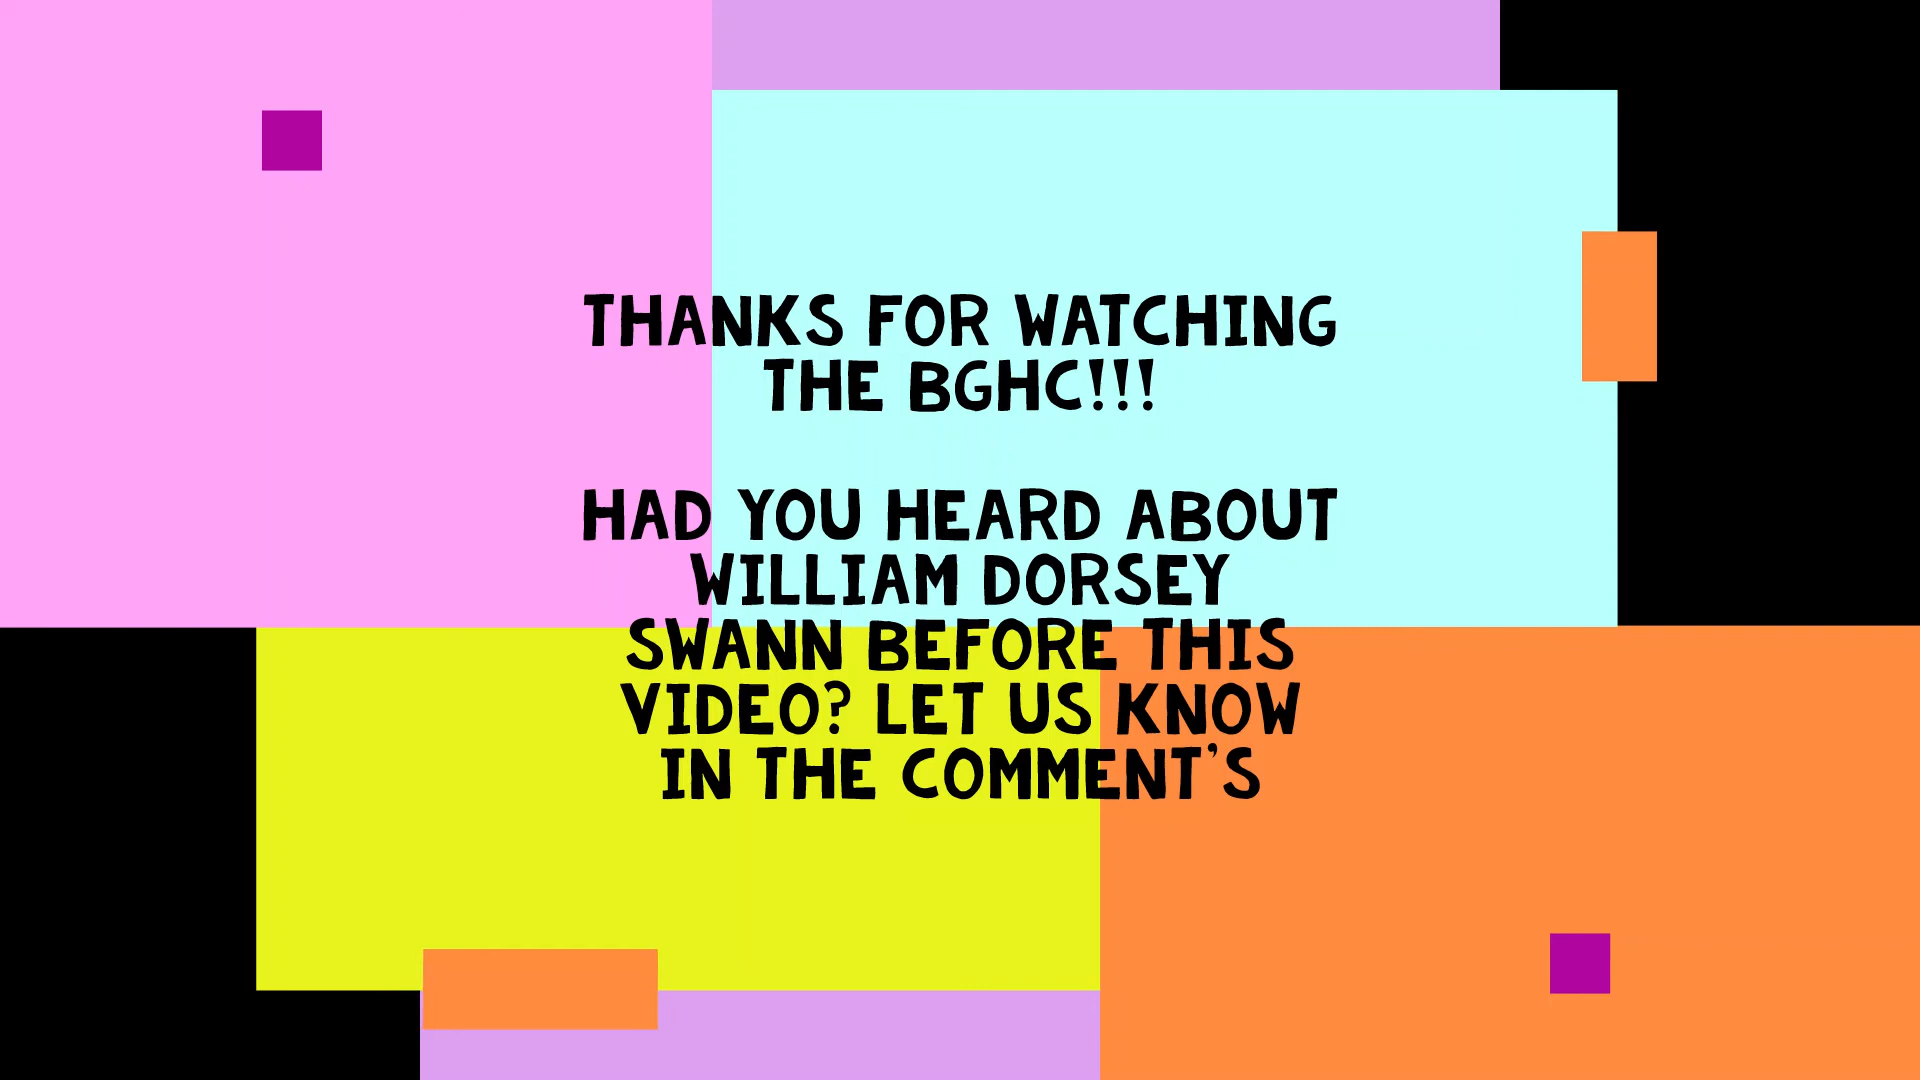 THANKS FOR WATCHING
THE BGHC!!!
HAD YOU HEARD ABOUT
WILLIAM DORSEY
SWANN BEFORE THIS
VIDEO? LET US KNOW
IN THE COMMENT'S